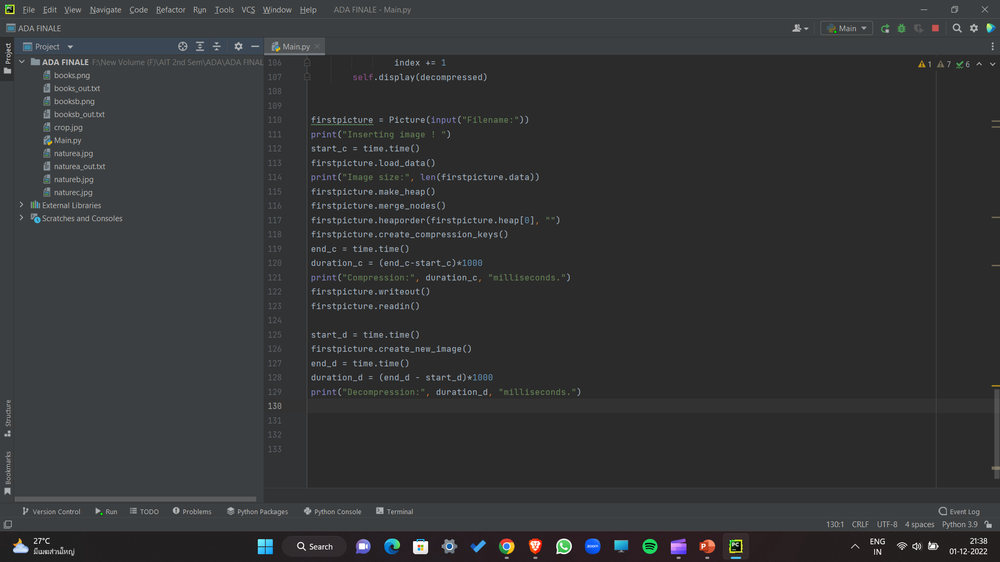 File Edit View Navigate Code Refactor Run Tools VCS Window Help ADA FINALE - Main.py
ADA FINALE
Main
Project
Project
ADA FINALE F:\New Volume (F)\AIT 2nd Sem\ADA\ADA FINAL
books.png
books_out.txt
booksb.png
booksb_out.txt
crop.jpg
Main.py
naturea.jpg
naturea_out.txt
natureb.jpg
naturec.jpg
External Libraries
Scratches and Consoles
Structure
Bookmarks
Main.py
1 7 6
106 index += 1
107 self.display(decompressed)
108
109
110 firstpicture = Picture(input("Filename:"))
111 print("Inserting image ! ")
112 start_c = time.time()
113 firstpicture.load_data()
114 print("Image size:", len(firstpicture.data))
115 firstpicture.make_heap()
116 firstpicture.merge_nodes()
117 firstpicture.heaporder(firstpicture.heap[0], "")
118 firstpicture.create_compression_keys()
119 end_c = time.time()
120 duration_c = (end_c-start_c)*1000
121 print("Compression:", duration_c, "milliseconds.")
122 firstpicture.writeout()
123 firstpicture.readin()
124
125 start_d = time.time()
126 firstpicture.create_new_image()
127 end_d = time.time()
128 duration_d = (end_d - start_d)*1000
129 print("Decompression:", duration_d, "milliseconds.")
130
131
132
133
Version Control Run TODO Problems Python Packages Python Console Terminal Event Log
130:1 CRLF UTF-8 4 spaces Python 3.9
27°C
มีเมฆส่วนใหญ่
Search
zoom
ENG
IN
21:38
01-12-2022